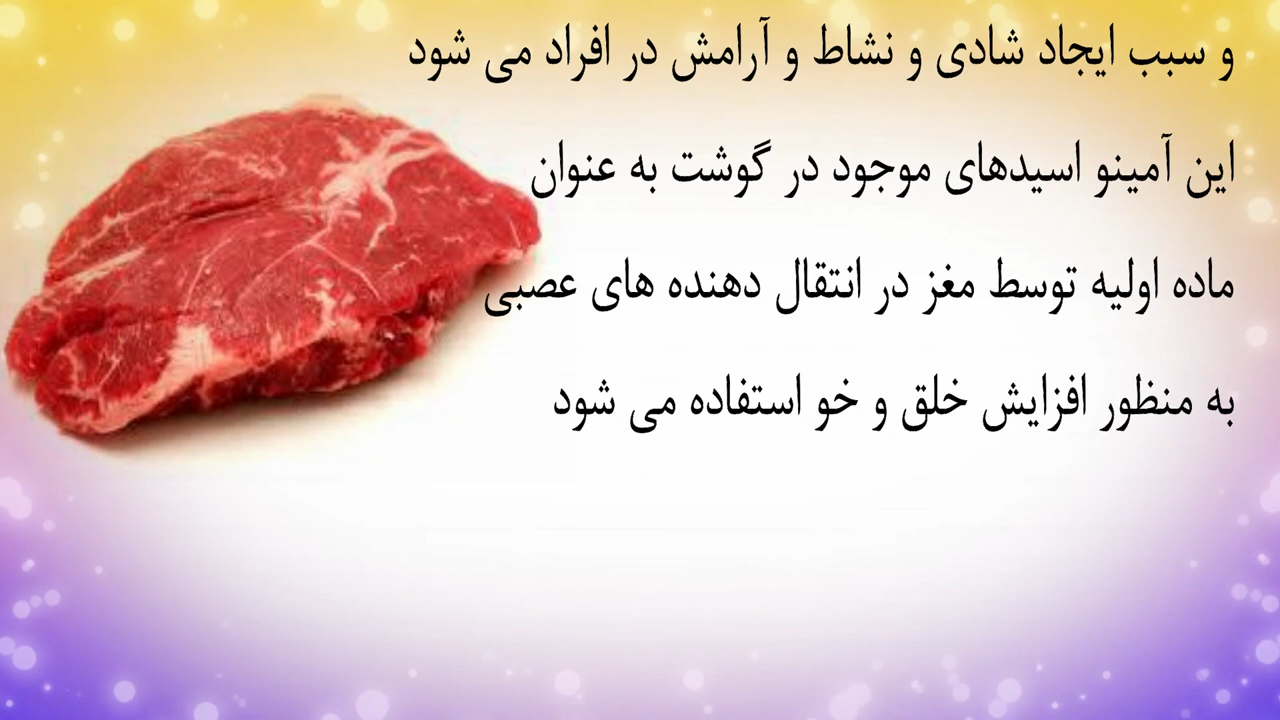 و سبب ایجاد شادی و نشاط و آرامش در افراد می شود
این آمینو اسیدهای موجود در گوشت به عنوان
ماده اولیه توسط مغز در انتقال دهنده های عصبی
به منظور افزایش خلق و خو استفاده می شود